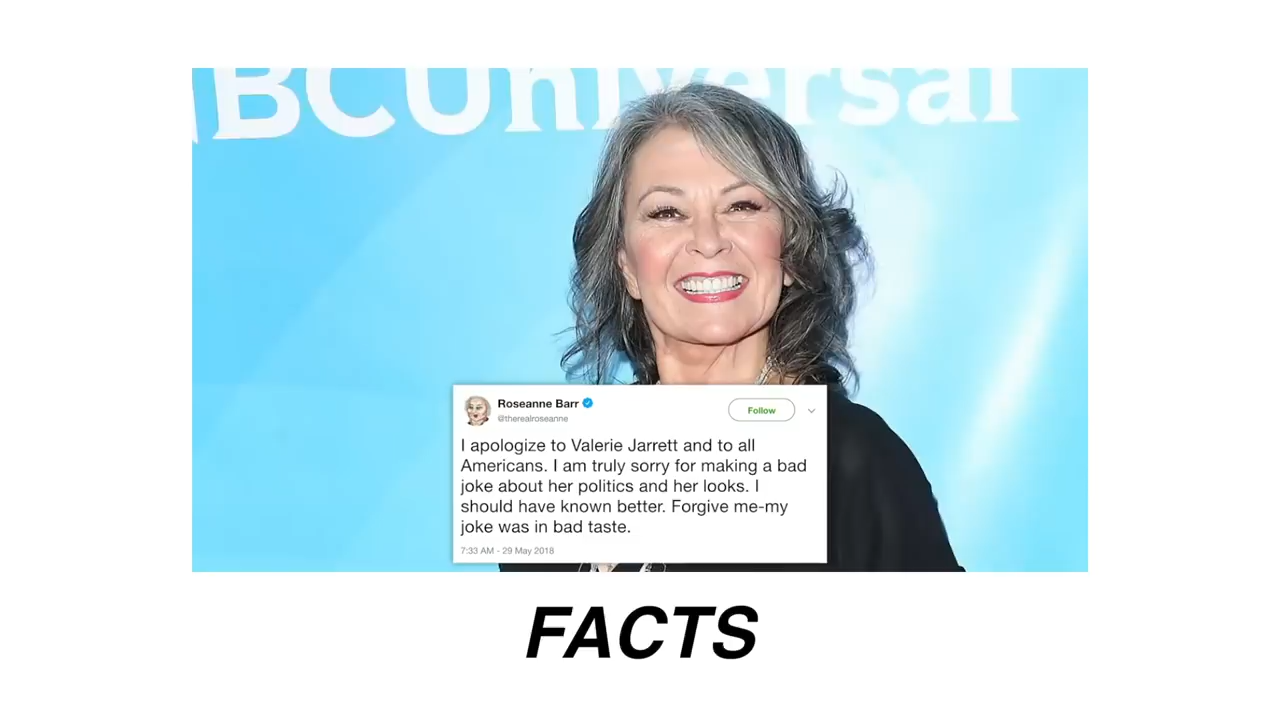 BCUniversal
Roseanne Barr
Follow
@therealroseanne
I apologize to Valerie Jarrett and to all
Americans. I am truly sorry for making a bad
joke about her politics and her looks. I
should have known better. Forgive me-my
joke was in bad taste.
7:33 AM - 29 May 2018
FACTS